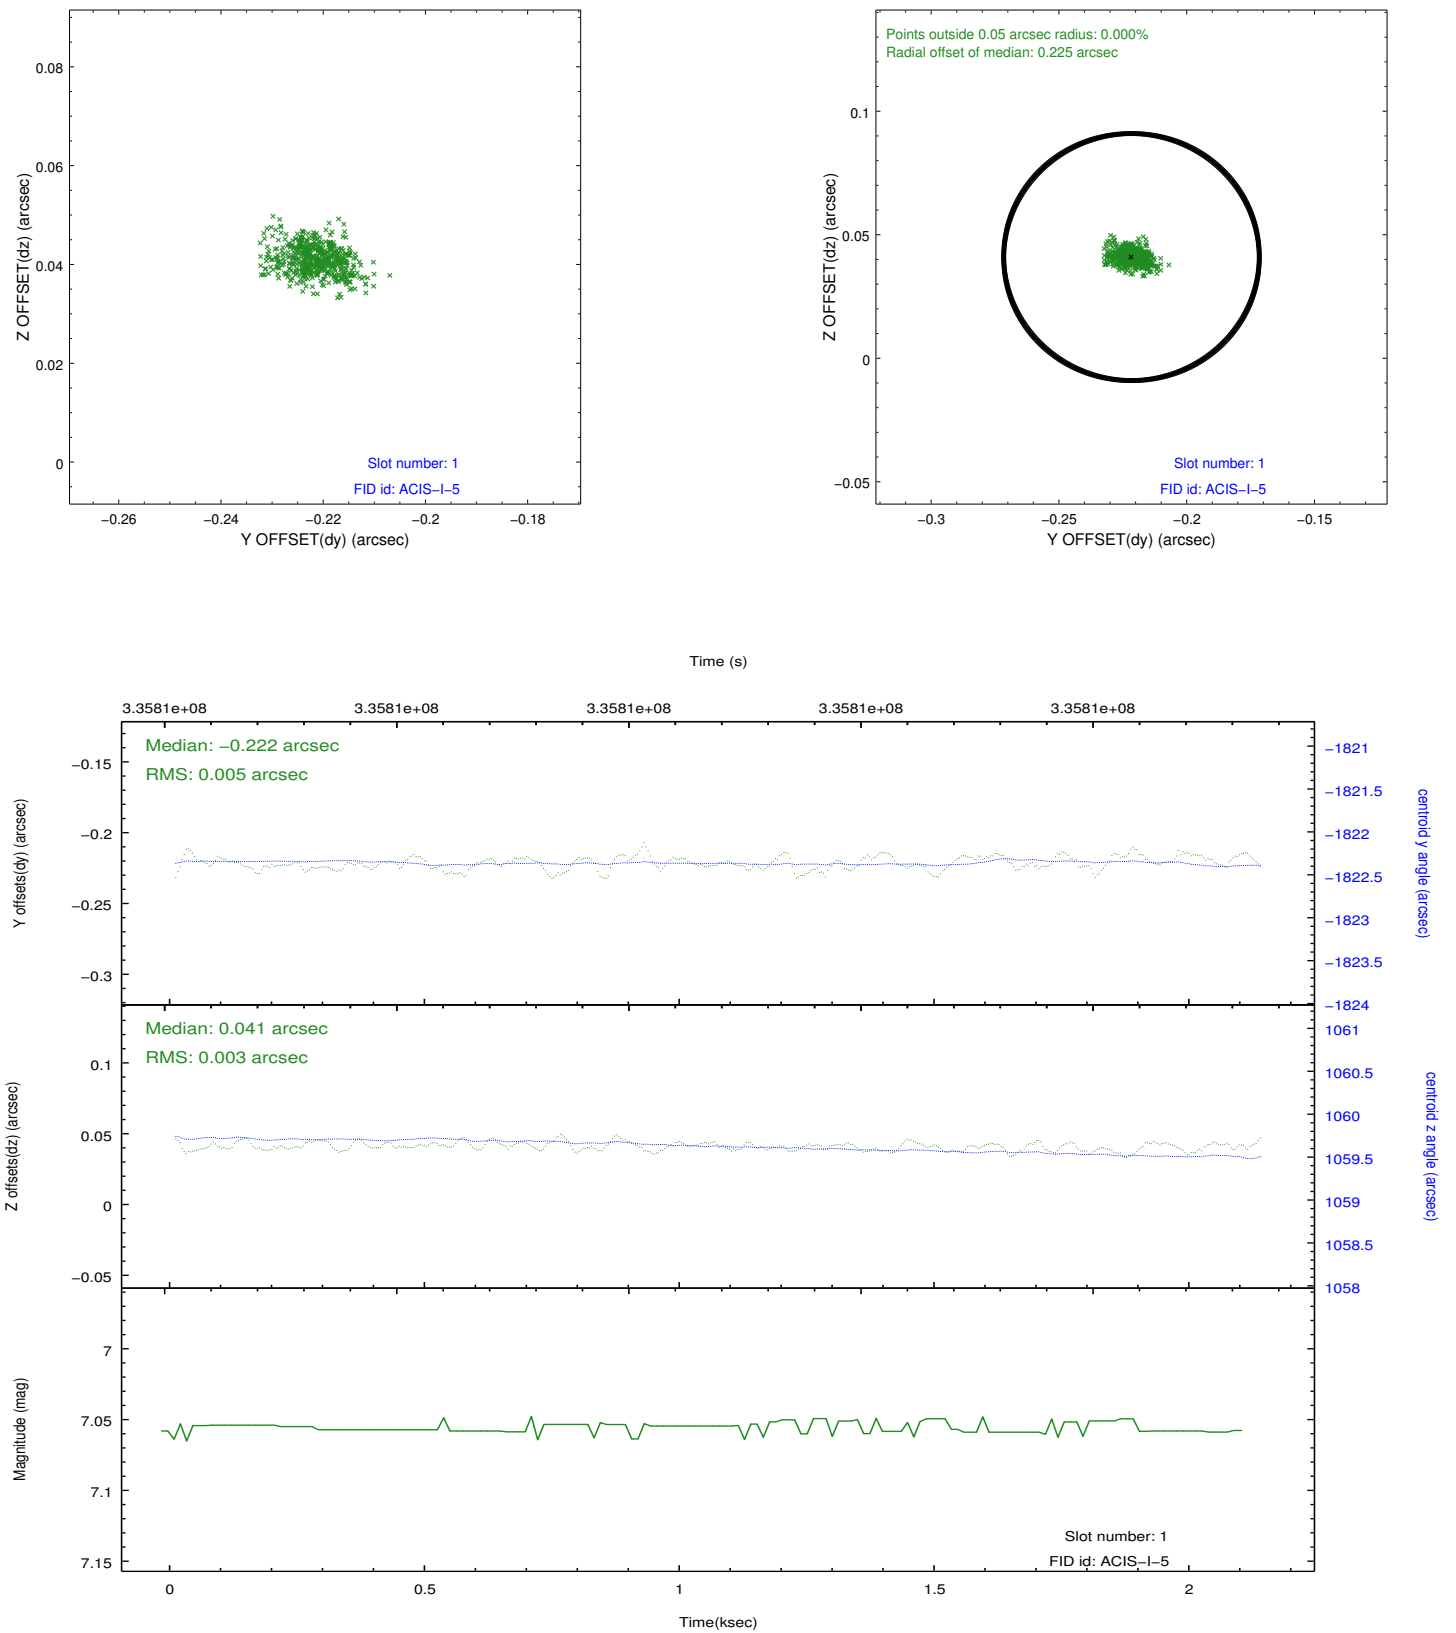 0.08
0.06
0.04
0.02
0
Z OFFSET(dz) (arcsec)
Slot number: 1
FID id: ACIS−I−5
−0.26
−0.24
−0.22
−0.2
−0.18
Y OFFSET(dy) (arcsec)
Points outside 0.05 arcsec radius: 0.000%
Radial offset of median: 0.225 arcsec
0.1
0.05
0
−0.05
Z OFFSET(dz) (arcsec)
Slot number: 1
FID id: ACIS−I−5
−0.3
−0.25
−0.2
−0.15
Y OFFSET(dy) (arcsec)
Time (s)
3.3581e+08
3.3581e+08
3.3581e+08
3.3581e+08
3.3581e+08
Median: −0.222 arcsec
RMS: 0.005 arcsec
−0.15
−0.2
−0.25
−0.3
Y offsets(dy) (arcsec)
−1821
−1821.5
−1822
−1822.5
−1823
−1823.5
−1824
centroid y angle (arcsec)
Median: 0.041 arcsec
RMS: 0.003 arcsec
0.1
0.05
0
−0.05
Z offsets(dz) (arcsec)
1061
1060.5
1060
1059.5
1059
1058.5
1058
centroid z angle (arcsec)
7
7.05
7.1
7.15
Magnitude (mag)
Slot number: 1
FID id: ACIS−I−5
0
0.5
1
1.5
2
Time(ksec)